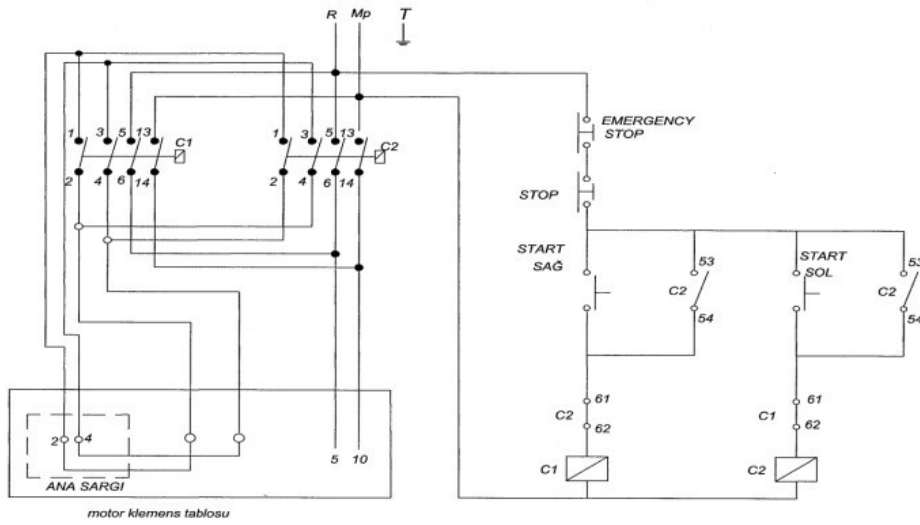 R Mp T
EMERGENCY
STOP
1 3 5 13 C1
1 3 5 13 C2
2 4 6 14
2 4 6 14
STOP
START
SAĞ
53
C2
54
START
SOL
53
C2
54
61
C2
62
61
C1
62
C1
C2
2 4
5 10
ANA SARGI
motor klemens tablosu